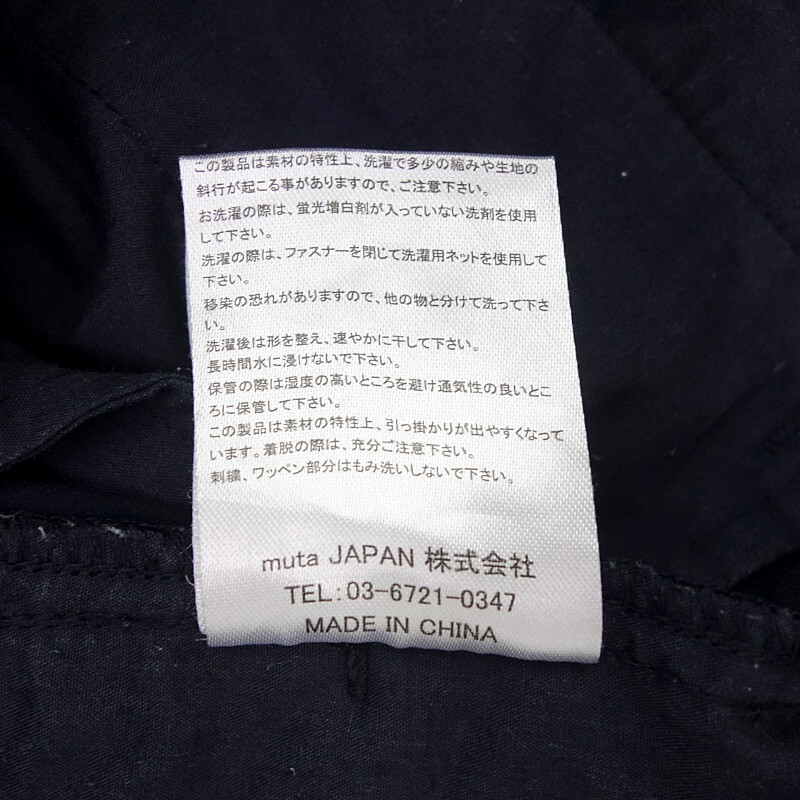 この製品は素材の特性上、洗濯で多少の縮みや生地の
斜行が起こる事がありますので、ご注意下さい。
お洗濯の際は、蛍光増白剤が入っていない洗剤を使用
して下さい。
洗濯の際は、ファスナーを閉じて洗濯用ネットを使用して
下さい。
移染の恐れがありますので、他の物と分けて洗って下さ
い。
洗濯後は形を整え、速やかに干して下さい。
長時間水に浸けないで下さい。
保管の際は湿度の高いところを避け通気性の良いとこ
ろに保管して下さい。
この製品は素材の特性上、引っ掛かりが出やすくなって
います。着脱の際は、充分ご注意下さい。
刺繍、ワッペン部分はもみ洗いしないで下さい。
muta JAPAN 株式会社
TEL:03-6721-0347
MADE IN CHINA